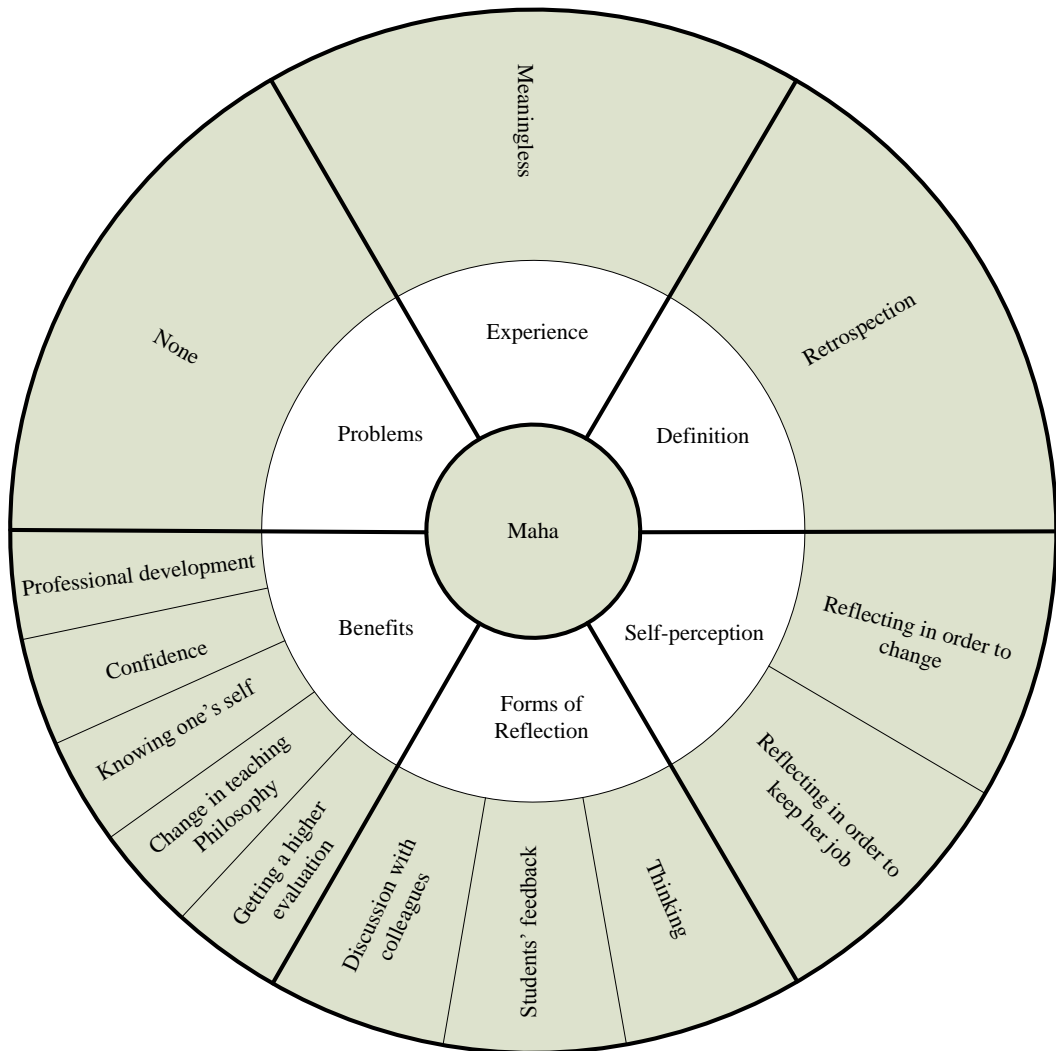 Meaningless
None
Retrospection
Experience
Problems
Definition
Maha
Professional development
Benefits
Self-perception
Reflecting in order to
change
Confidence
Forms of
Reflection
Knowing one’s self
Change in teaching
Philosophy
Reflecting in order to
keep her job
Getting a higher
evaluation
Discussion with
colleagues
Students’ feedback
Thinking